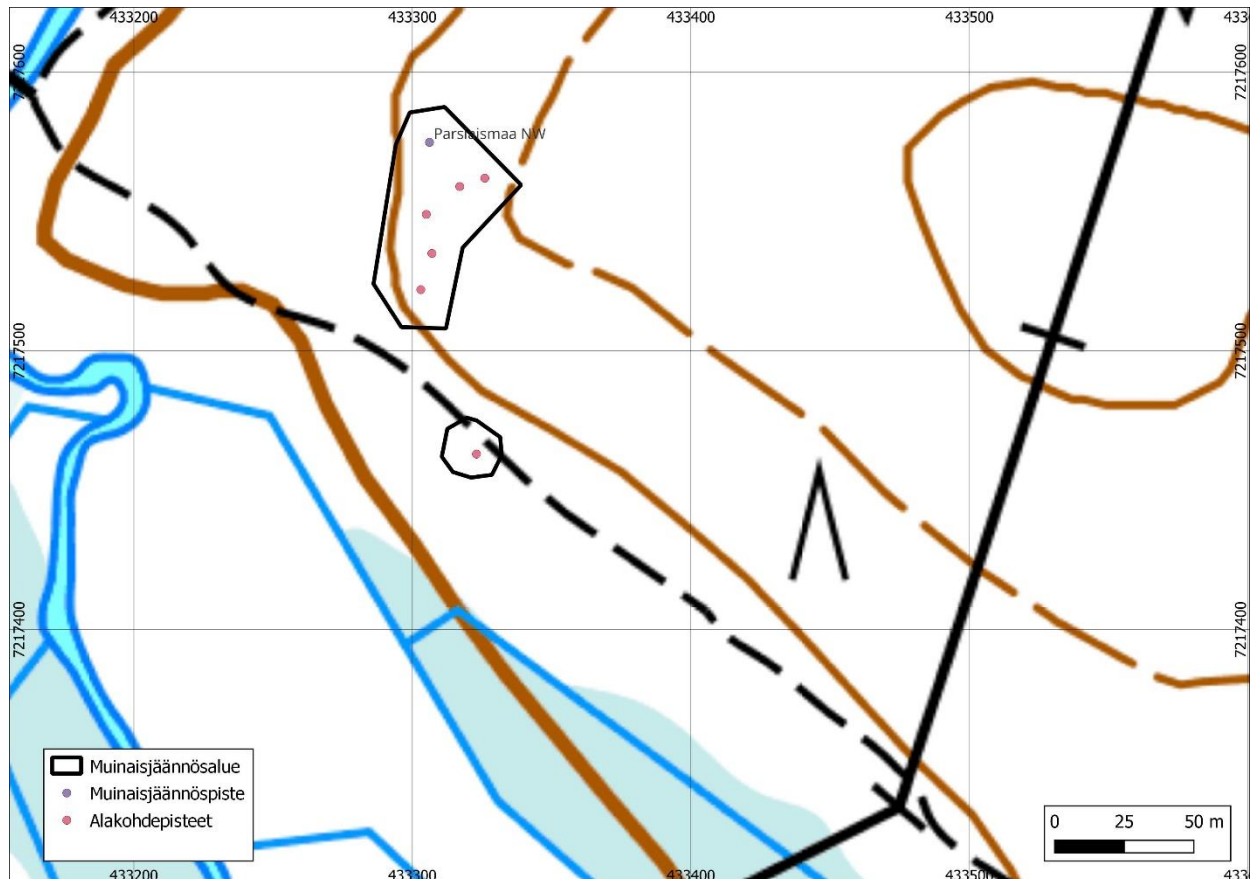 433200 433300 433400 433500
7217600 7217600
Parsiaismaa NW
7217500 7217500
7217400 7217400
Muinaisjäännösalue
Muinaisjäännöspiste
Alakohdepisteet
0 25 50 m
433200 433300 433400 433500